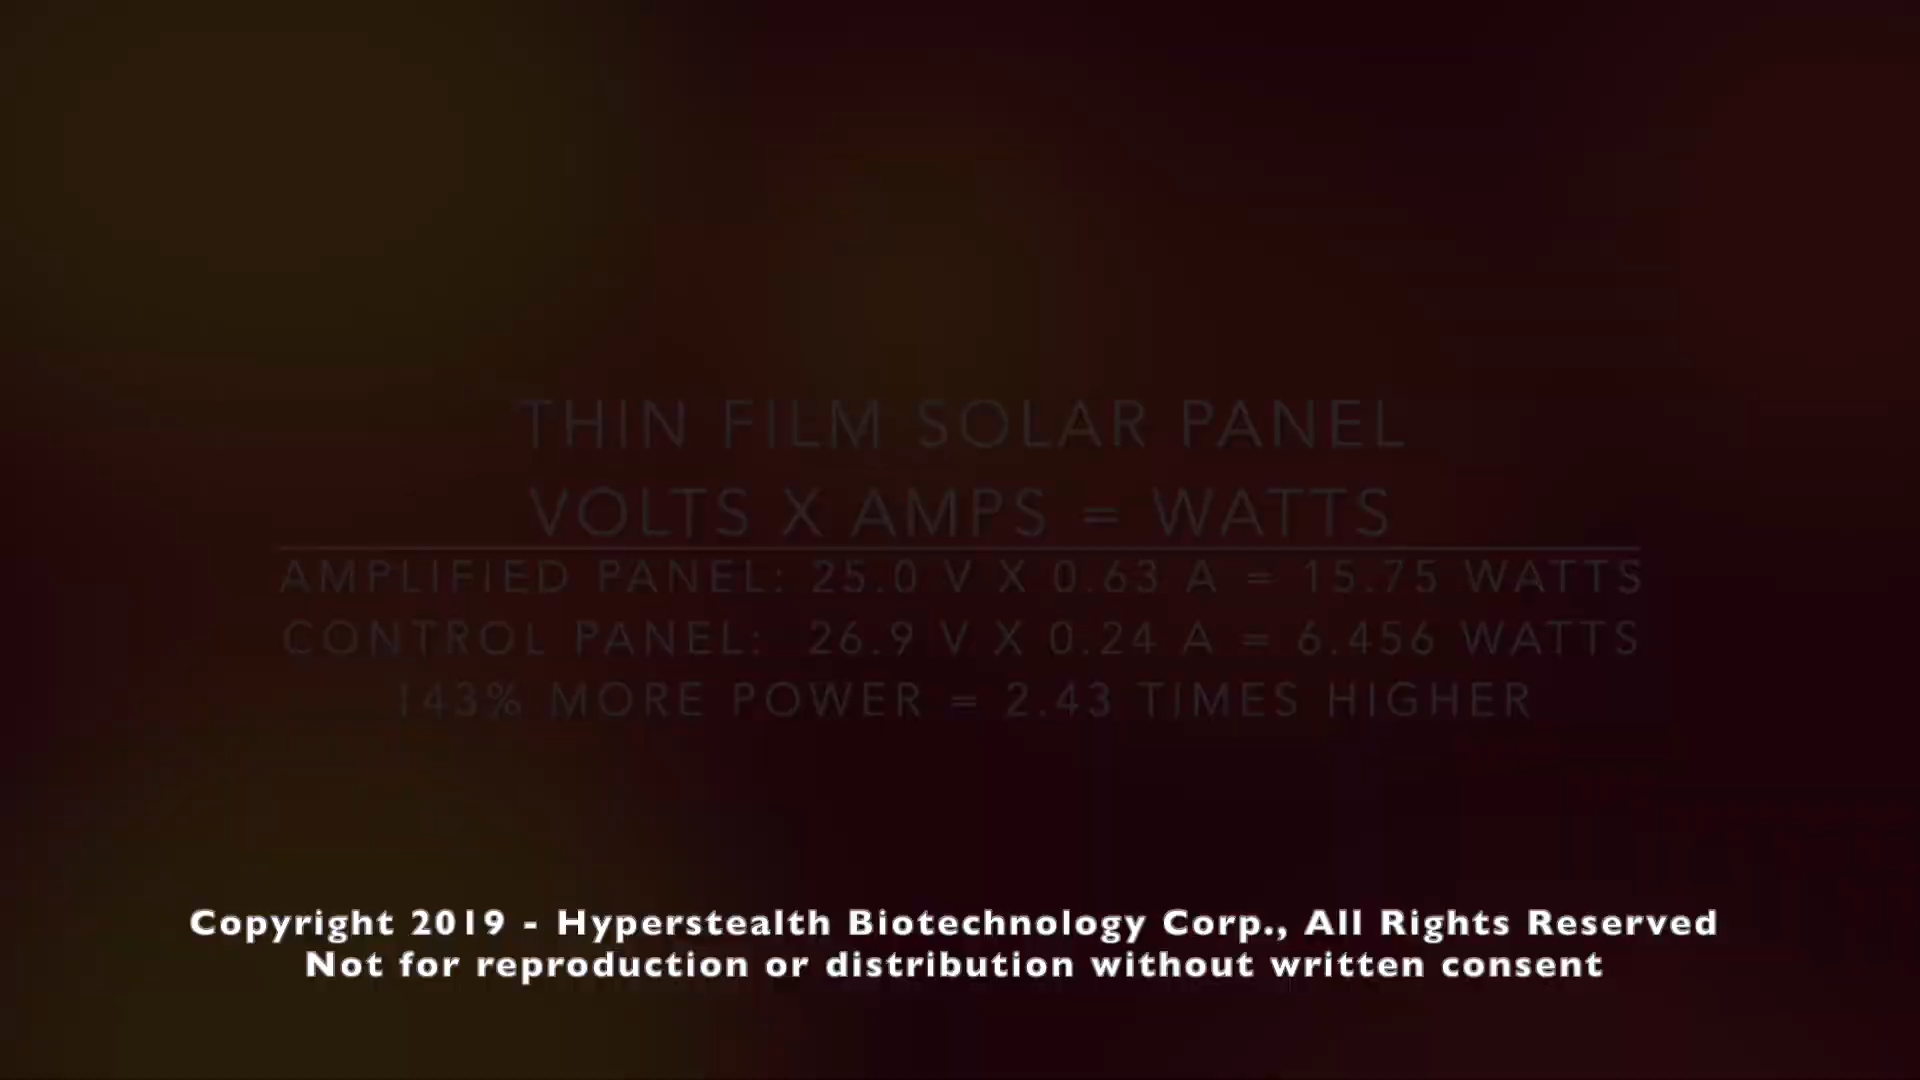 THIN FILM SOLAR PANEL
VOLTS X AMPS = WATTS
AMPLIFIED PANEL: 25.0 V X 0.63 A = 15.75 WATTS
CONTROL PANEL: 26.9 V X 0.24 A = 6.456 WATTS
143% MORE POWER = 2.43 TIMES HIGHER
Copyright 2019 - Hyperstealth Biotechnology Corp., All Rights Reserved
Not for reproduction or distribution without written consent